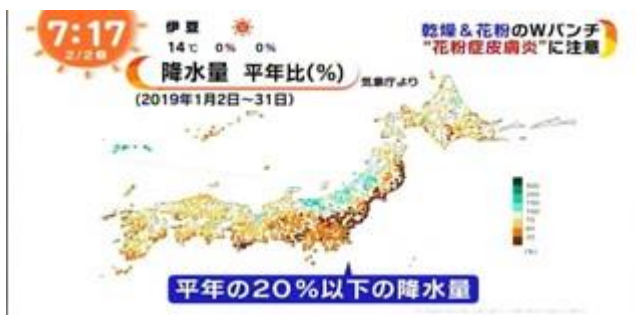 7:17
伊豆
14℃ 0% 0%
乾燥&花粉のWパンチ
“花粉症皮膚炎”に注意
降水量 平年比(%)
気象庁より
(2019年1月2日～31日)
平年の20%以下の降水量